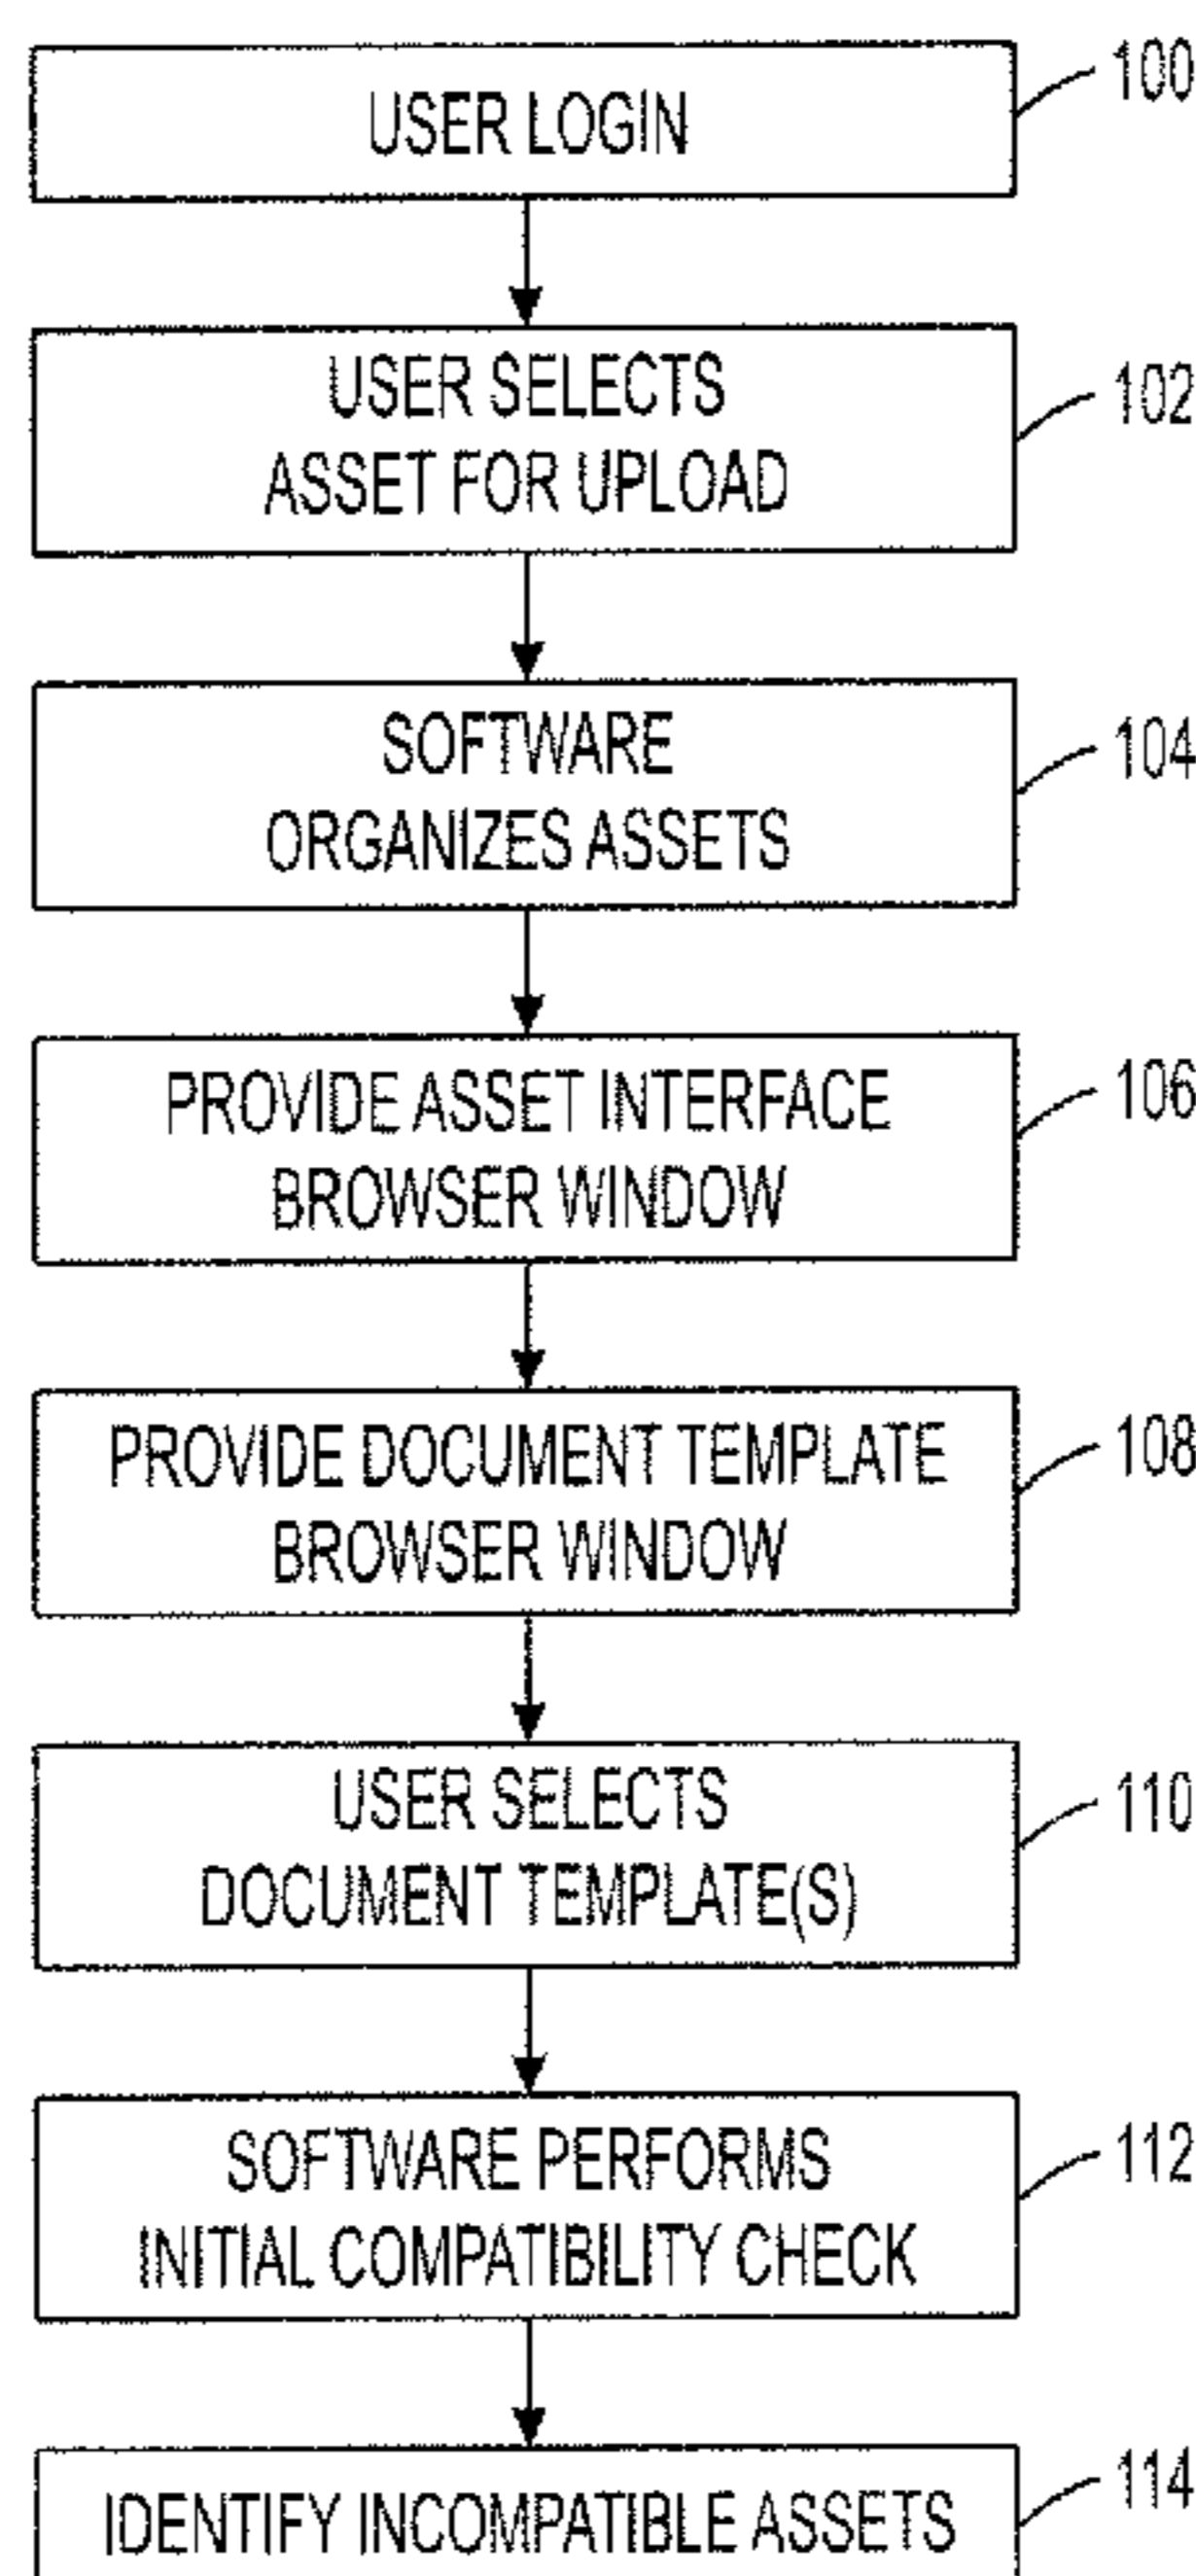 USER LOGIN
100
USER SELECTS
ASSET FOR UPLOAD
102
SOFTWARE
ORGANIZES ASSETS
104
PROVIDE ASSET INTERFACE
BROWSER WINDOW
106
PROVIDE DOCUMENT TEMPLATE
BROWSER WINDOW
108
USER SELECTS
DOCUMENT TEMPLATE(S)
110
SOFTWARE PERFORMS
INITIAL COMPATIBILITY CHECK
112
IDENTIFY INCOMPATIBLE ASSETS
114